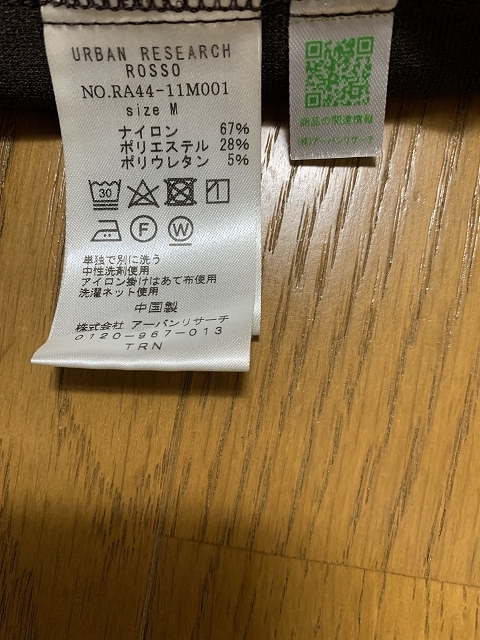 URBAN RESEARCH
ROSSO
NO.RA44-11M001
size M
ナイロン 67%
ポリエステル 28%
ポリウレタン 5%
30
F
W
単独で別に洗う
中性洗剤使用
アイロン掛けはあて布使用
洗濯ネット使用
中国製
株式会社 アーバンリサーチ
0120-967-013
TRN
商品の関連情報
(株)アーバンリサーチ